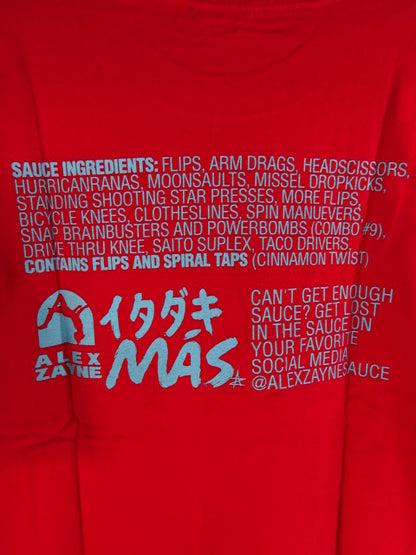 SAUCE INGREDIENTS: FLIPS, ARM DRAGS, HEADSCISSORS,
HURRICANRANAS, MOONSAULTS, MISSEL DROPKICKS,
STANDING SHOOTING STAR PRESSES, MORE FLIPS,
BICYCLE KNEES, CLOTHESLINES, SPIN MANUEVERS,
SNAP BRAINBUSTERS AND POWERBOMBS (COMBO #9),
DRIVE THRU KNEE, SAITO SUPLEX, TACO DRIVERS.
CONTAINS FLIPS AND SPIRAL TAPS (CINNAMON TWIST)
ALEX
ZAYNE
イタダキ
MÁS
CAN'T GET ENOUGH
SAUCE? GET LOST
IN THE SAUCE ON
YOUR FAVORITE
SOCIAL MEDIA
@ALEXZAYNESAUCE